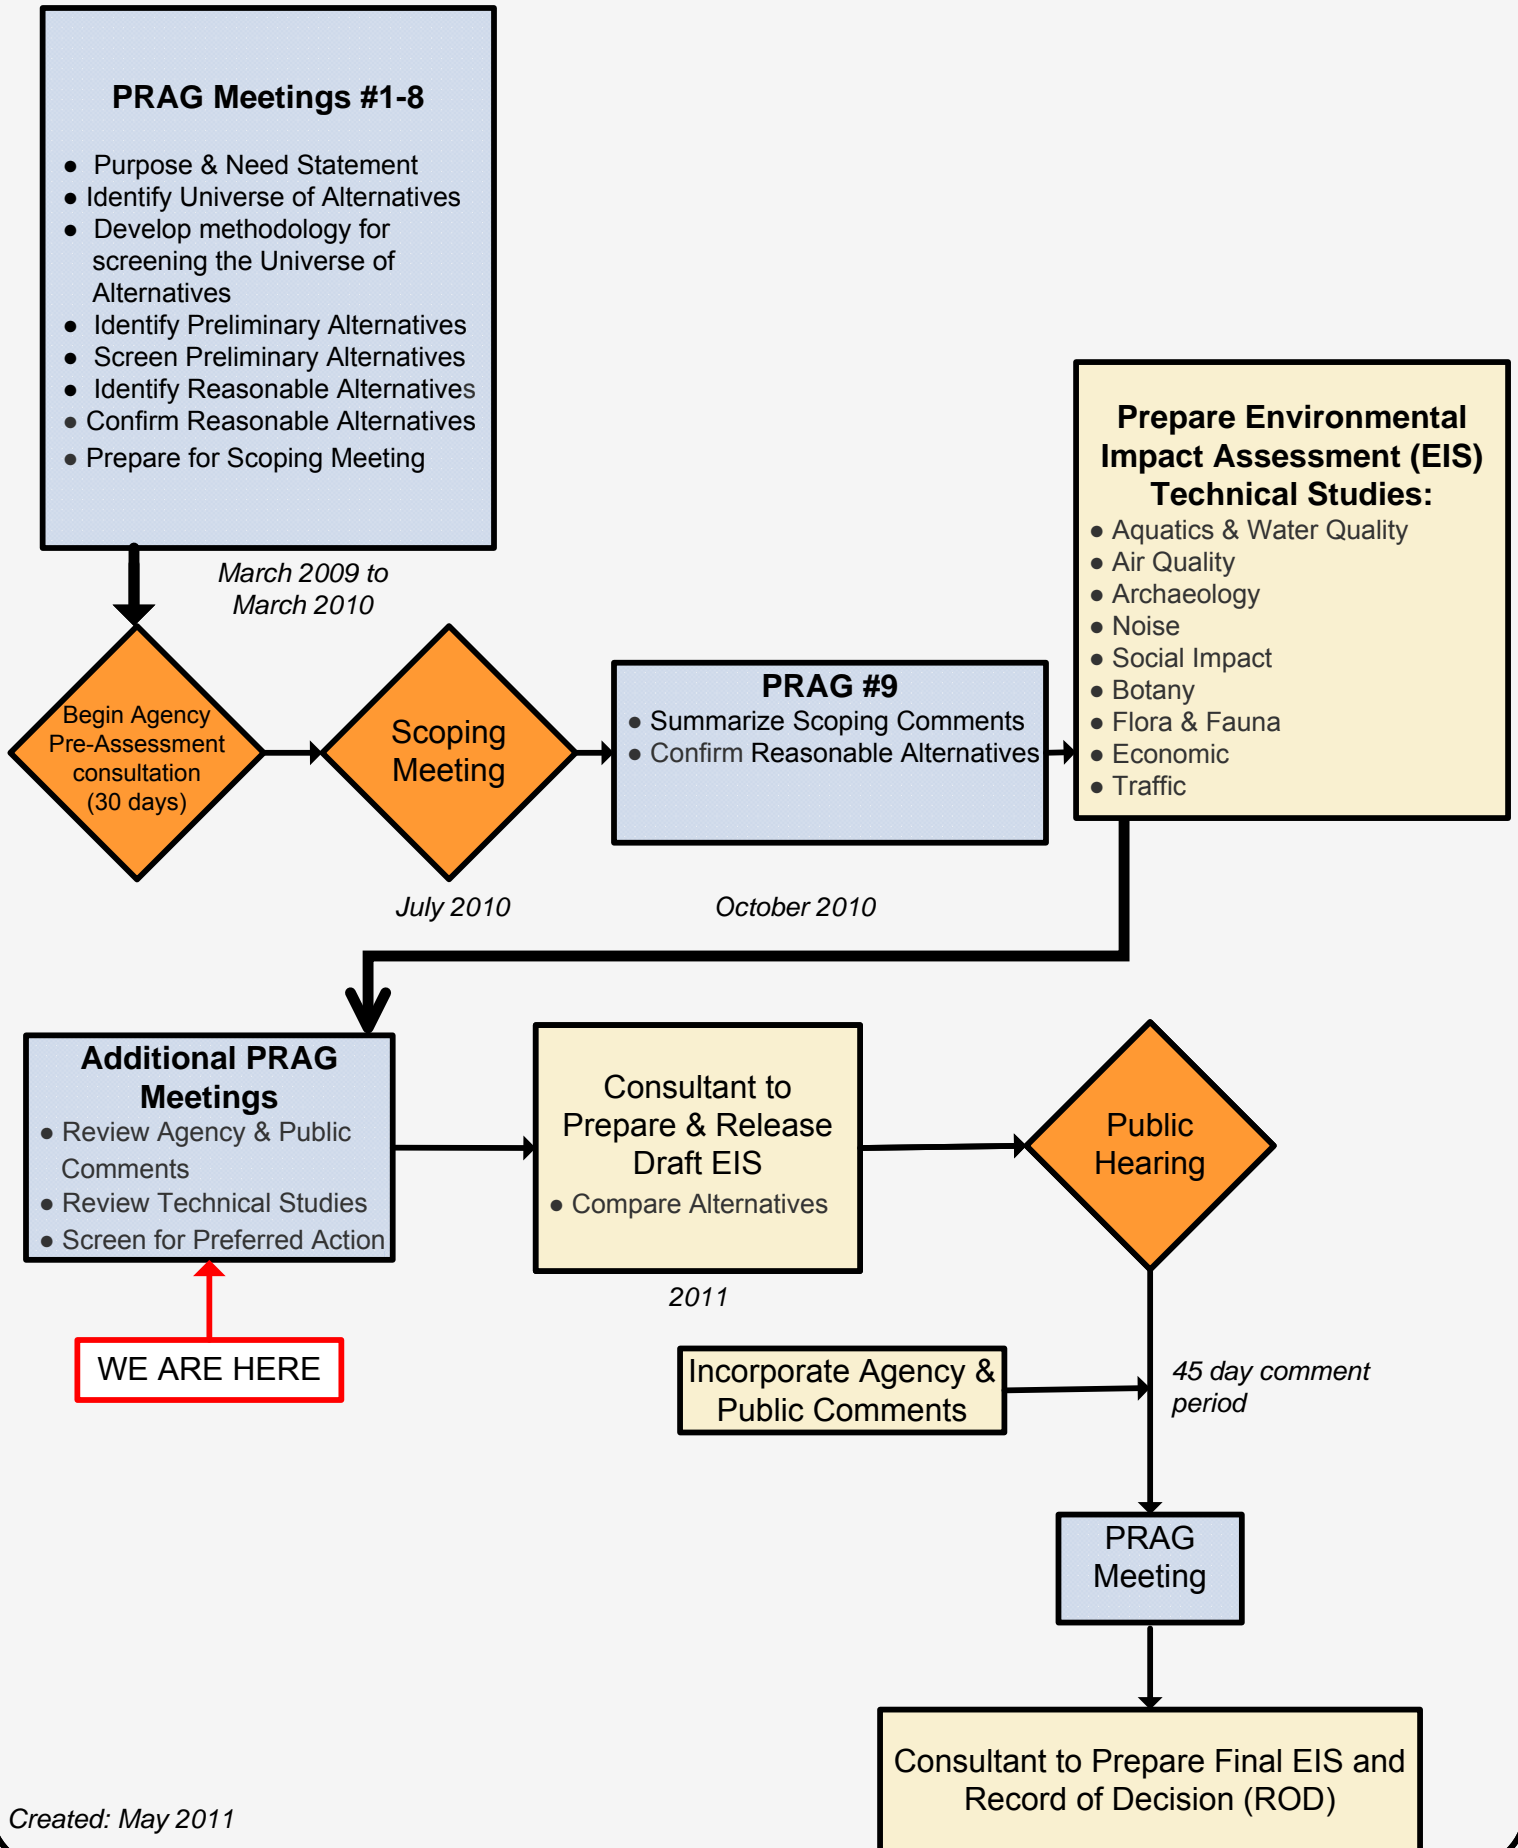 PRAG Meetings #1-8
● Purpose & Need Statement
● Identify Universe of Alternatives
● Develop methodology for
screening the Universe of
Alternatives
● Identify Preliminary Alternatives
● Screen Preliminary Alternatives
● Identify Reasonable Alternatives
● Confirm Reasonable Alternatives
● Prepare for Scoping Meeting
March 2009 to
March 2010
Begin Agency
Pre-Assessment
consultation
(30 days)
Scoping
Meeting
July 2010
PRAG #9
● Summarize Scoping Comments
● Confirm Reasonable Alternatives
October 2010
Prepare Environmental
Impact Assessment (EIS)
Technical Studies:
● Aquatics & Water Quality
● Air Quality
● Archaeology
● Noise
● Social Impact
● Botany
● Flora & Fauna
● Economic
● Traffic
Additional PRAG
Meetings
● Review Agency & Public
Comments
● Review Technical Studies
● Screen for Preferred Action
WE ARE HERE
Consultant to
Prepare & Release
Draft EIS
● Compare Alternatives
2011
Public
Hearing
Incorporate Agency &
Public Comments
45 day comment
period
PRAG
Meeting
Consultant to Prepare Final EIS and
Record of Decision (ROD)
Created: May 2011